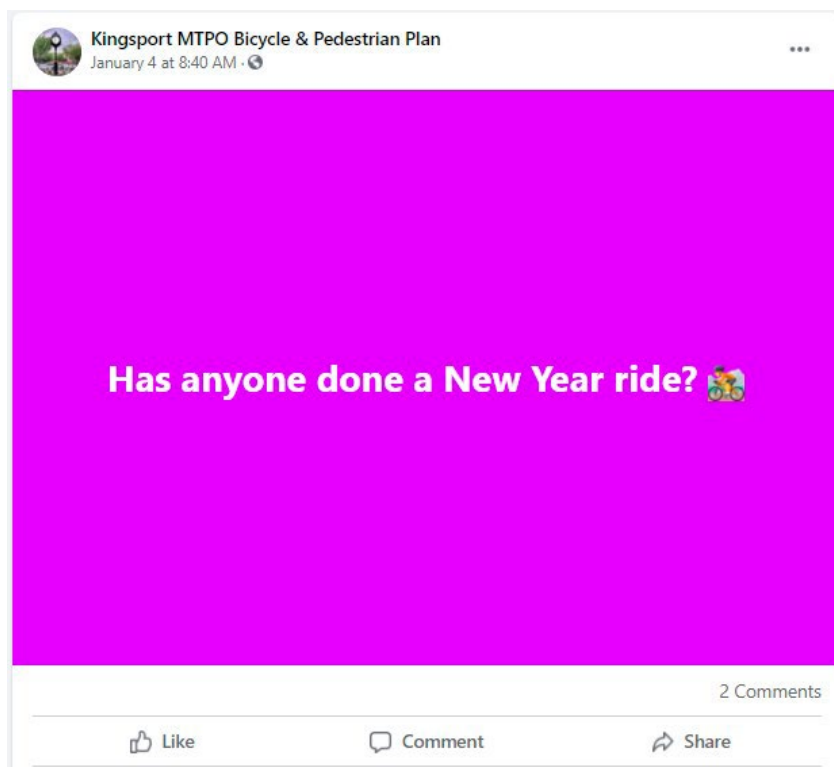 Kingsport MTPO Bicycle & Pedestrian Plan
January 4 at 8:40 AM ·
Has anyone done a New Year ride? 🚵
2 Comments
Like Comment Share